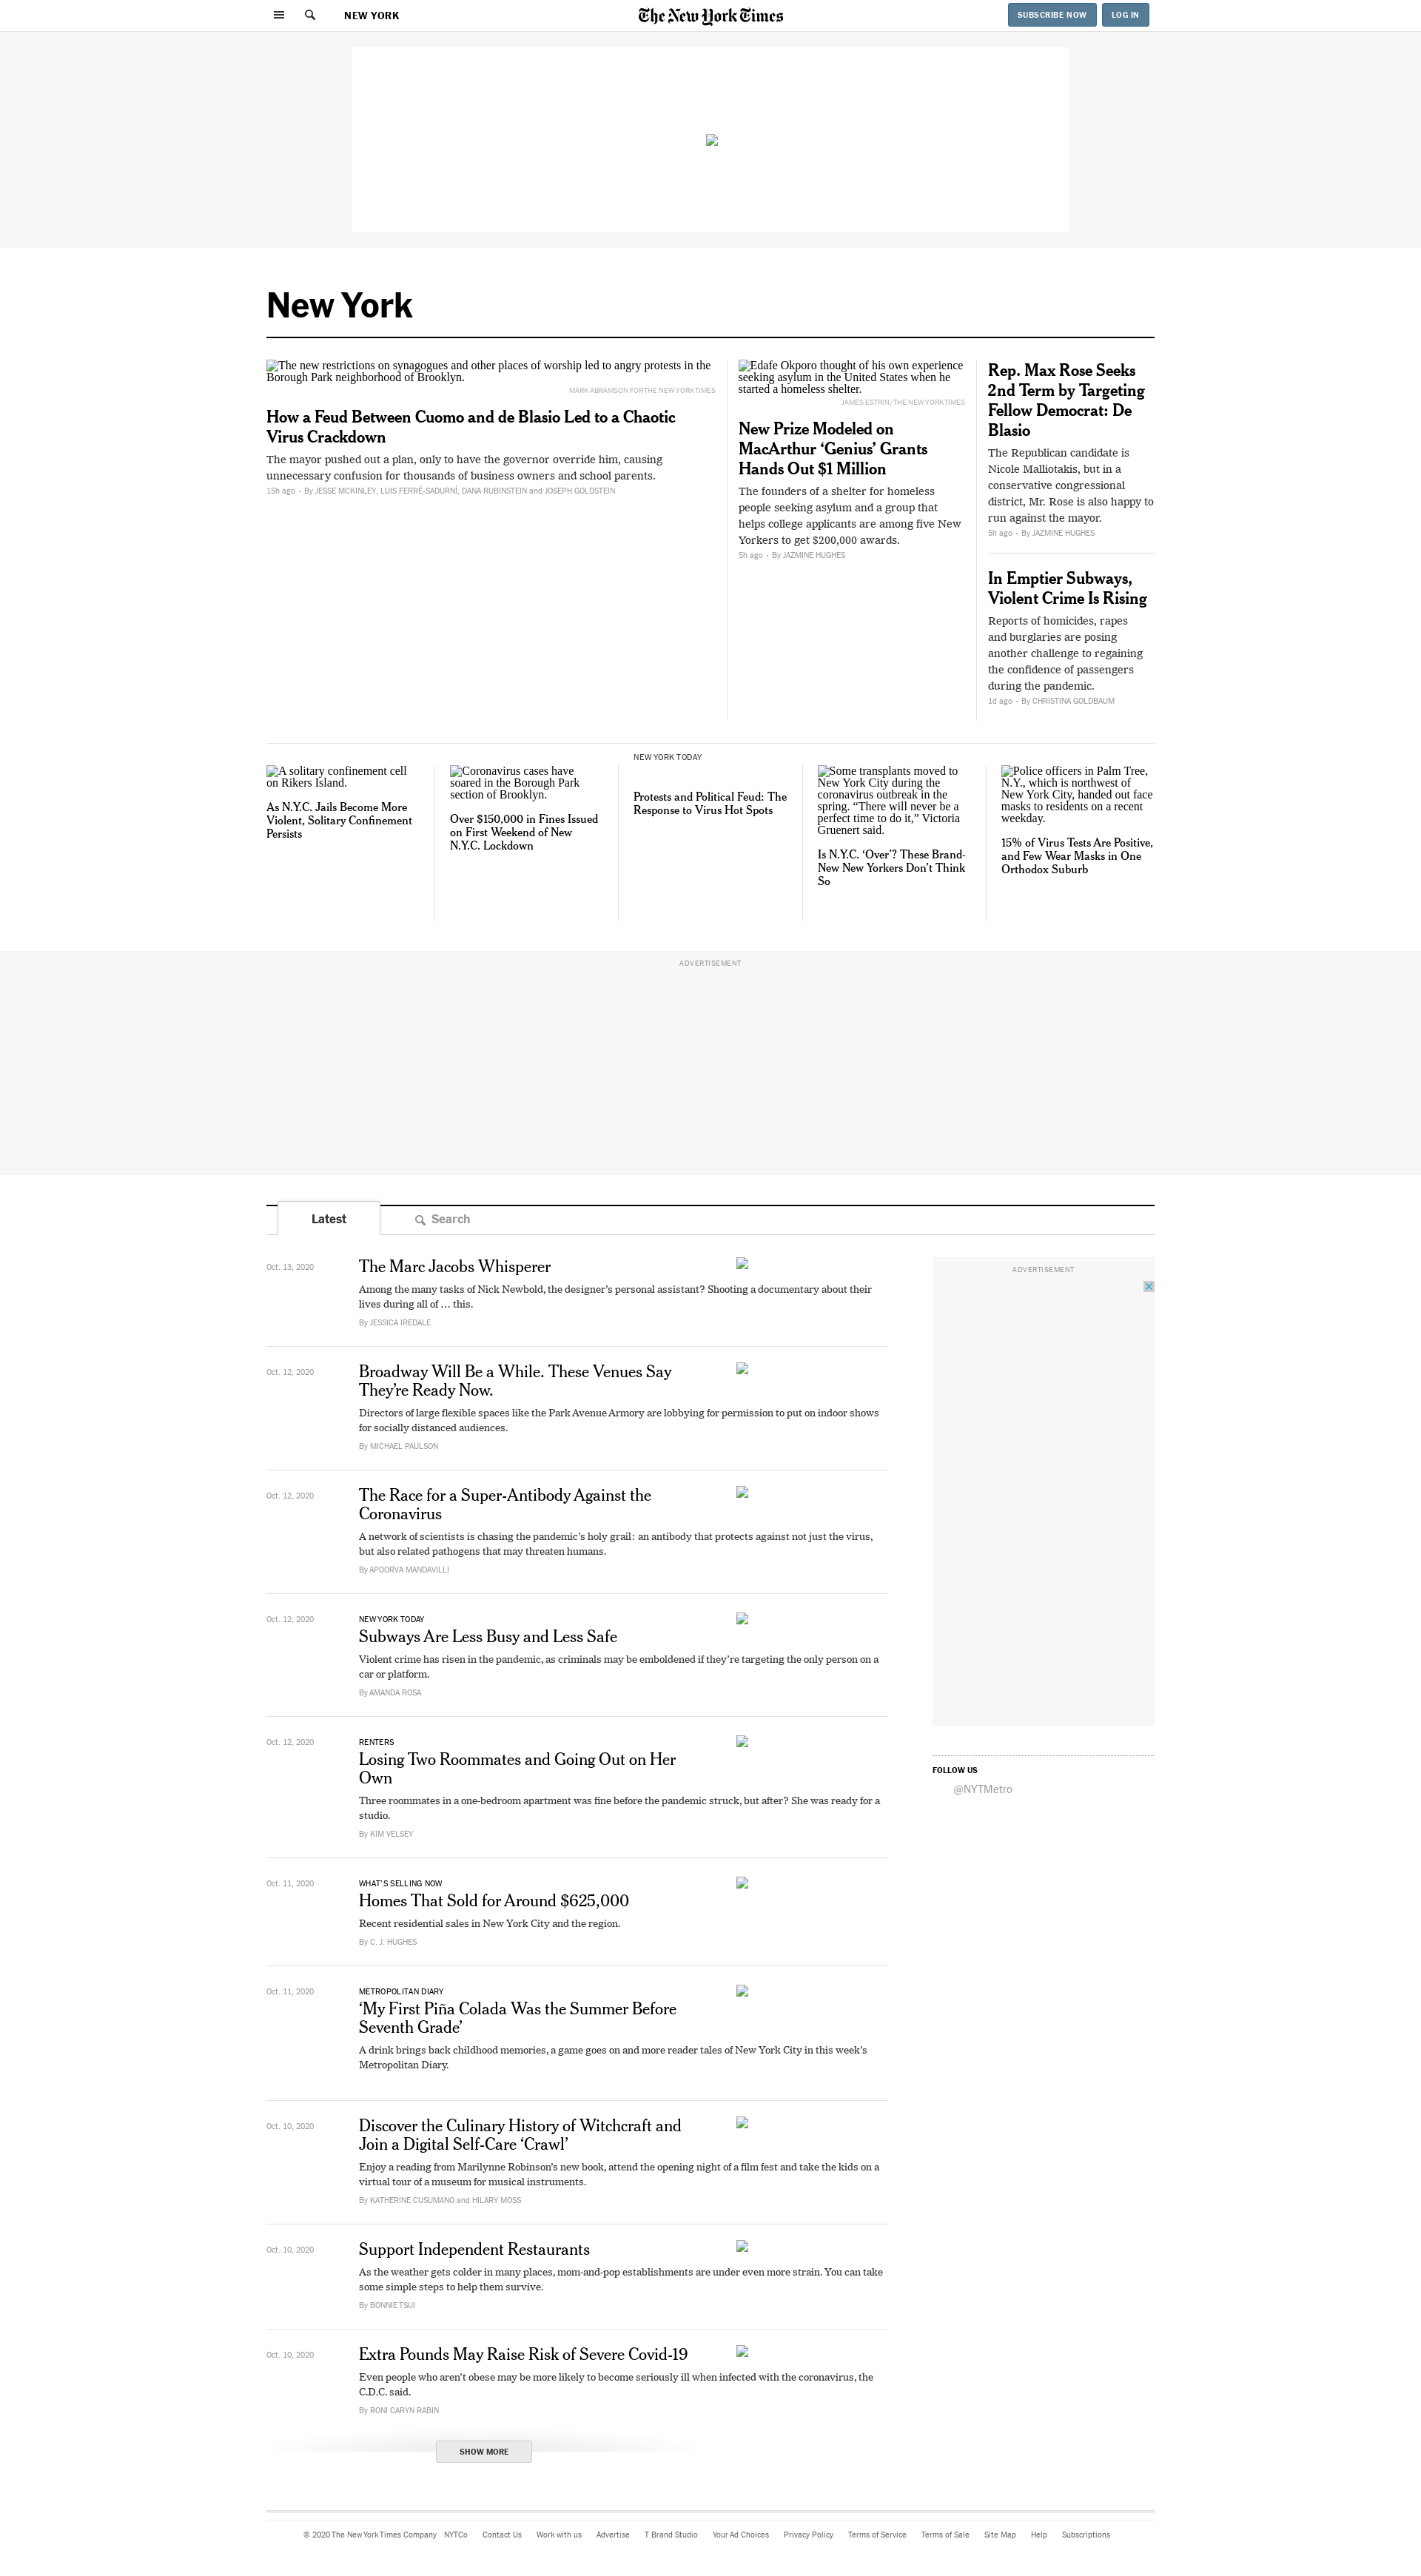 NEW YORK
The New York Times
SUBSCRIBE NOW
LOG IN
New York
The new restrictions on synagogues and other places of worship led to angry protests in the
Borough Park neighborhood of Brooklyn.
MARK ABRAMSON FOR THE NEW YORK TIMES
How a Feud Between Cuomo and de Blasio Led to a Chaotic
Virus Crackdown
The mayor pushed out a plan, only to have the governor override him, causing
unnecessary confusion for thousands of business owners and school parents.
15h ago • By JESSE MCKINLEY, LUIS FERRÉ-SADURNÍ, DANA RUBINSTEIN and JOSEPH GOLDSTEIN
Edafe Okporo thought of his own experience
seeking asylum in the United States when he
started a homeless shelter.
JAMES ESTRIN/THE NEW YORK TIMES
New Prize Modeled on
MacArthur ‘Genius’ Grants
Hands Out $1 Million
The founders of a shelter for homeless
people seeking asylum and a group that
helps college applicants are among five New
Yorkers to get $200,000 awards.
5h ago • By JAZMINE HUGHES
Rep. Max Rose Seeks
2nd Term by Targeting
Fellow Democrat: De
Blasio
The Republican candidate is
Nicole Malliotakis, but in a
conservative congressional
district, Mr. Rose is also happy to
run against the mayor.
5h ago • By JAZMINE HUGHES
In Emptier Subways,
Violent Crime Is Rising
Reports of homicides, rapes
and burglaries are posing
another challenge to regaining
the confidence of passengers
during the pandemic.
1d ago • By CHRISTINA GOLDBAUM
A solitary confinement cell
on Rikers Island.
As N.Y.C. Jails Become More
Violent, Solitary Confinement
Persists
Coronavirus cases have
soared in the Borough Park
section of Brooklyn.
Over $150,000 in Fines Issued
on First Weekend of New
N.Y.C. Lockdown
NEW YORK TODAY
Protests and Political Feud: The
Response to Virus Hot Spots
Some transplants moved to
New York City during the
coronavirus outbreak in the
spring. “There will never be a
perfect time to do it,” Victoria
Gruenert said.
Is N.Y.C. ‘Over’? These Brand-
New New Yorkers Don’t Think
So
Police officers in Palm Tree,
N.Y., which is northwest of
New York City, handed out face
masks to residents on a recent
weekday.
15% of Virus Tests Are Positive,
and Few Wear Masks in One
Orthodox Suburb
ADVERTISEMENT
Latest
Search
Oct. 13, 2020
The Marc Jacobs Whisperer
Among the many tasks of Nick Newbold, the designer’s personal assistant? Shooting a documentary about their
lives during all of … this.
By JESSICA IREDALE
Oct. 12, 2020
Broadway Will Be a While. These Venues Say
They’re Ready Now.
Directors of large flexible spaces like the Park Avenue Armory are lobbying for permission to put on indoor shows
for socially distanced audiences.
By MICHAEL PAULSON
Oct. 12, 2020
The Race for a Super-Antibody Against the
Coronavirus
A network of scientists is chasing the pandemic’s holy grail: an antibody that protects against not just the virus,
but also related pathogens that may threaten humans.
By APOORVA MANDAVILLI
Oct. 12, 2020
NEW YORK TODAY
Subways Are Less Busy and Less Safe
Violent crime has risen in the pandemic, as criminals may be emboldened if they’re targeting the only person on a
car or platform.
By AMANDA ROSA
Oct. 12, 2020
RENTERS
Losing Two Roommates and Going Out on Her
Own
Three roommates in a one-bedroom apartment was fine before the pandemic struck, but after? She was ready for a
studio.
By KIM VELSEY
Oct. 11, 2020
WHAT’S SELLING NOW
Homes That Sold for Around $625,000
Recent residential sales in New York City and the region.
By C. J. HUGHES
Oct. 11, 2020
METROPOLITAN DIARY
‘My First Piña Colada Was the Summer Before
Seventh Grade’
A drink brings back childhood memories, a game goes on and more reader tales of New York City in this week’s
Metropolitan Diary.
Oct. 10, 2020
Discover the Culinary History of Witchcraft and
Join a Digital Self-Care ‘Crawl’
Enjoy a reading from Marilynne Robinson’s new book, attend the opening night of a film fest and take the kids on a
virtual tour of a museum for musical instruments.
By KATHERINE CUSUMANO and HILARY MOSS
Oct. 10, 2020
Support Independent Restaurants
As the weather gets colder in many places, mom-and-pop establishments are under even more strain. You can take
some simple steps to help them survive.
By BONNIE TSUI
Oct. 10, 2020
Extra Pounds May Raise Risk of Severe Covid-19
Even people who aren’t obese may be more likely to become seriously ill when infected with the coronavirus, the
C.D.C. said.
By RONI CARYN RABIN
SHOW MORE
ADVERTISEMENT
FOLLOW US
@NYTMetro
© 2020 The New York Times Company NYTCo Contact Us Work with us Advertise T Brand Studio Your Ad Choices Privacy Policy Terms of Service Terms of Sale Site Map Help Subscriptions